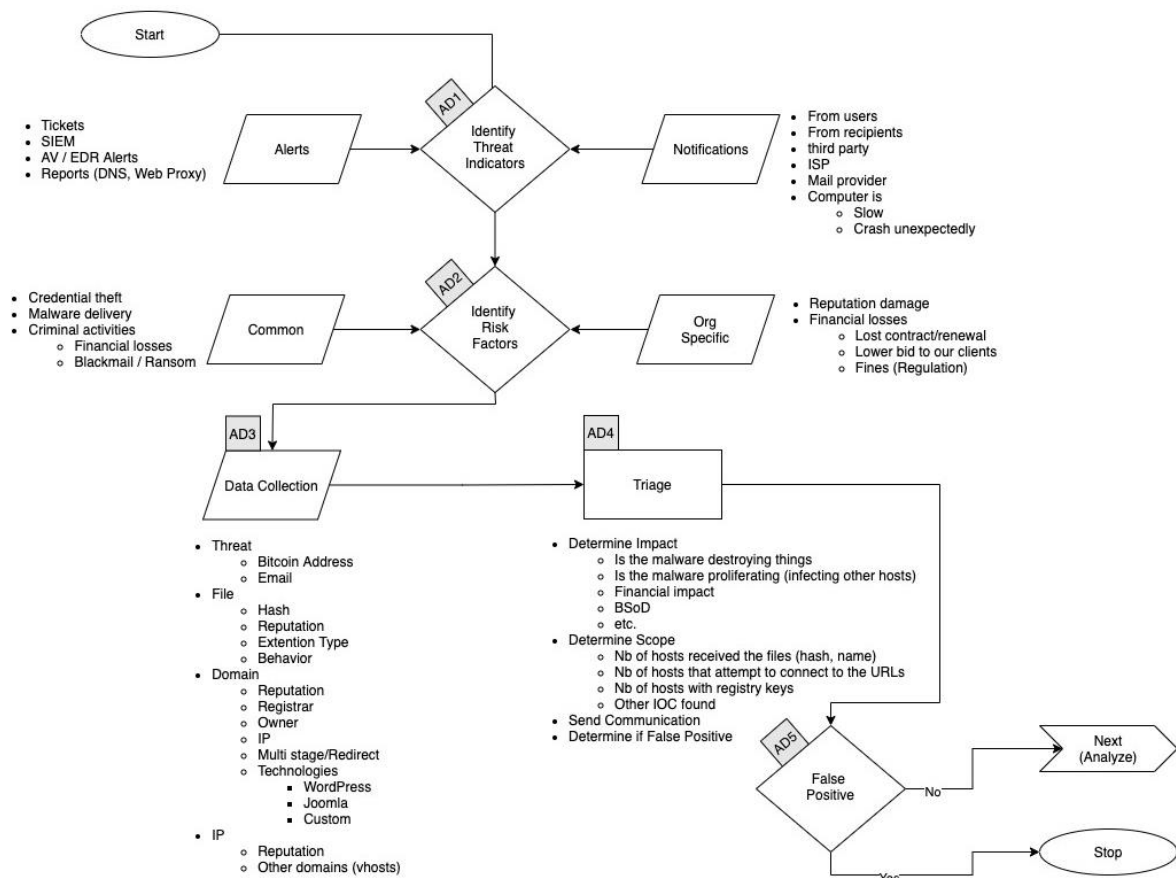 Start
AD1
Identify
Threat
Indicators
Tickets
SIEM
AV / EDR Alerts
Reports (DNS, Web Proxy)
Alerts
Notifications
From users
From recipients
third party
ISP
Mail provider
Computer is
Slow
Crash unexpectedly
AD2
Identify
Risk
Factors
Credential theft
Malware delivery
Criminal activities
Financial losses
Blackmail / Ransom
Common
Org
Specific
Reputation damage
Financial losses
Lost contract/renewal
Lower bid to our clients
Fines (Regulation)
AD3
Data Collection
Threat
Bitcoin Address
Email
File
Hash
Reputation
Extention Type
Behavior
Domain
Reputation
Registrar
Owner
IP
Multi stage/Redirect
Technologies
WordPress
Joomla
Custom
IP
Reputation
Other domains (vhosts)
AD4
Triage
Determine Impact
Is the malware destroying things
Is the malware proliferating (infecting other hosts)
Financial impact
BSoD
etc.
Determine Scope
Nb of hosts received the files (hash, name)
Nb of hosts that attempt to connect to the URLs
Nb of hosts with registry keys
Other IOC found
Send Communication
Determine if False Positive
AD5
False
Positive
No
Next
(Analyze)
Yes
Stop